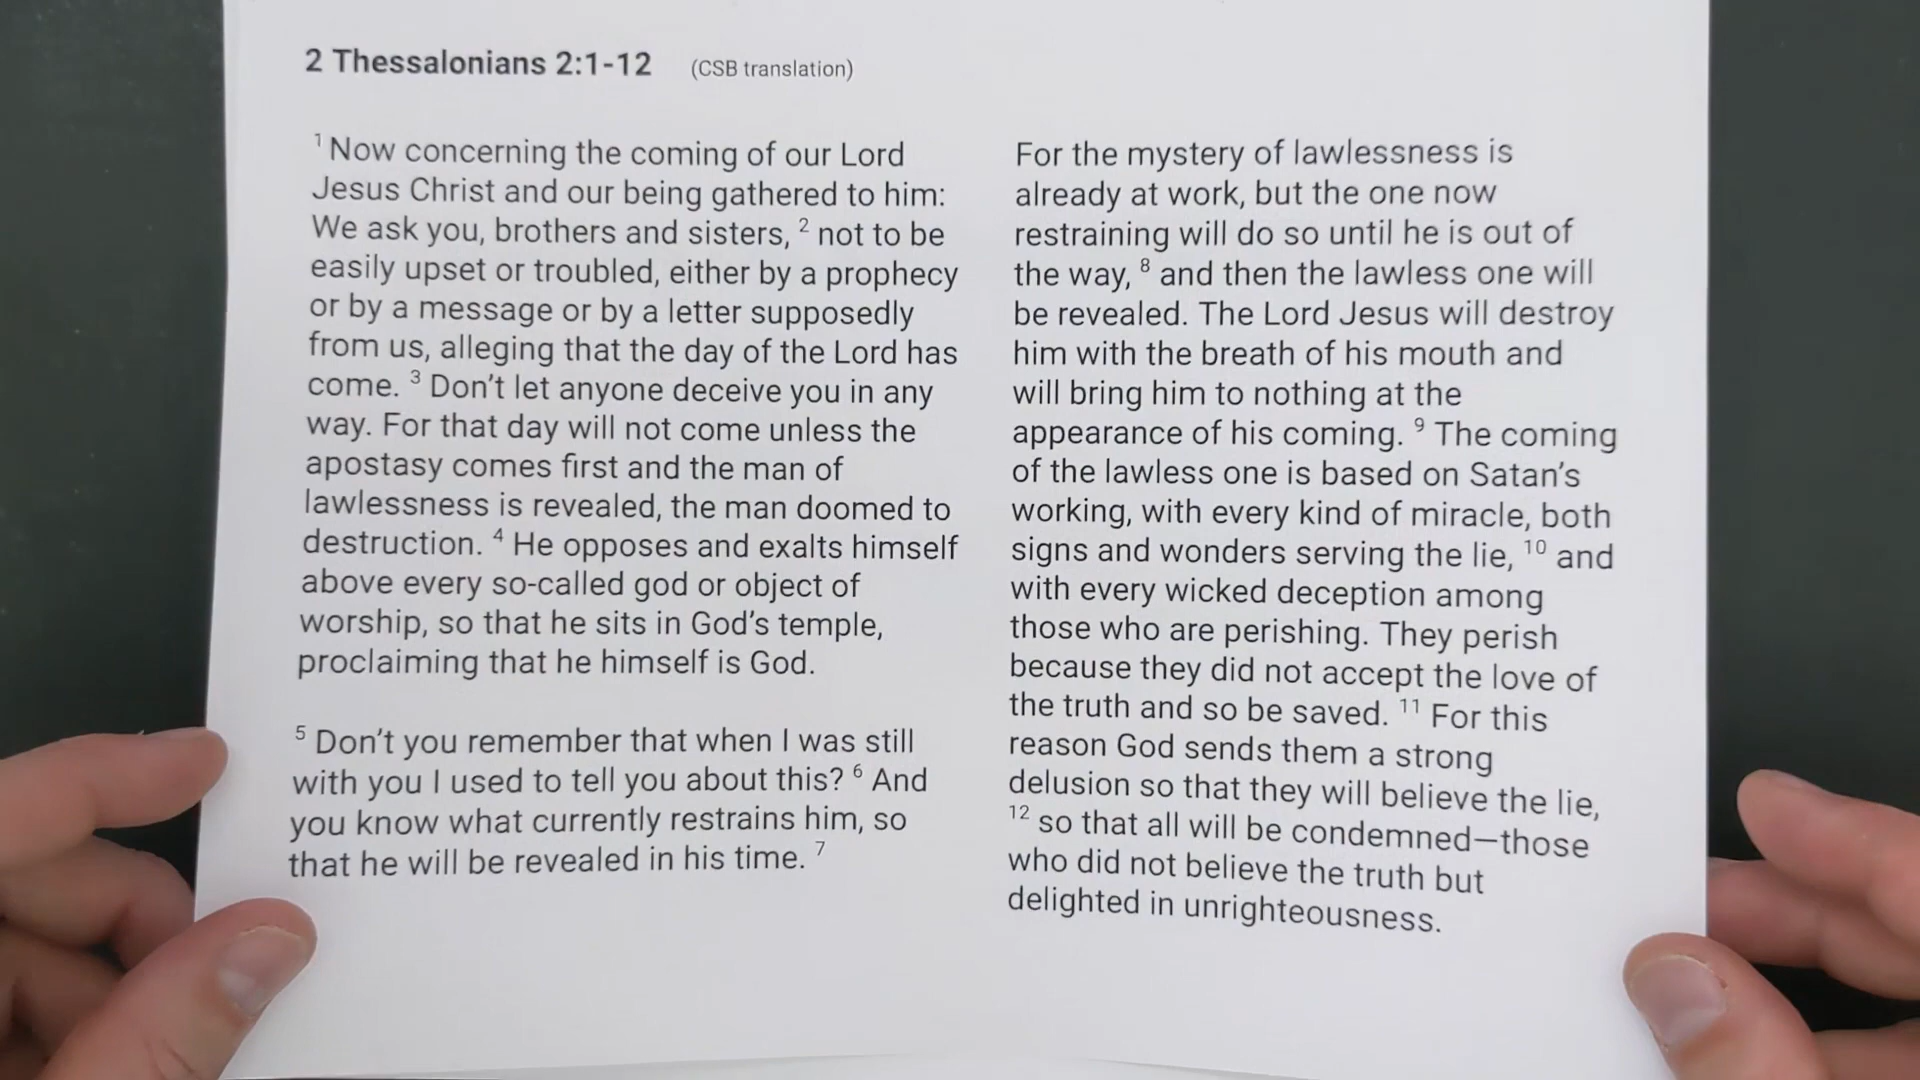 2 Thessalonians 2:1-12 (CSB translation)
1 Now concerning the coming of our Lord
Jesus Christ and our being gathered to him:
We ask you, brothers and sisters, 2 not to be
easily upset or troubled, either by a prophecy
or by a message or by a letter supposedly
from us, alleging that the day of the Lord has
come. 3 Don’t let anyone deceive you in any
way. For that day will not come unless the
apostasy comes first and the man of
lawlessness is revealed, the man doomed to
destruction. 4 He opposes and exalts himself
above every so-called god or object of
worship, so that he sits in God’s temple,
proclaiming that he himself is God.
5 Don’t you remember that when I was still
with you I used to tell you about this? 6 And
you know what currently restrains him, so
that he will be revealed in his time. 7
For the mystery of lawlessness is
already at work, but the one now
restraining will do so until he is out of
the way, 8 and then the lawless one will
be revealed. The Lord Jesus will destroy
him with the breath of his mouth and
will bring him to nothing at the
appearance of his coming. 9 The coming
of the lawless one is based on Satan’s
working, with every kind of miracle, both
signs and wonders serving the lie, 10 and
with every wicked deception among
those who are perishing. They perish
because they did not accept the love of
the truth and so be saved. 11 For this
reason God sends them a strong
delusion so that they will believe the lie,
12 so that all will be condemned—those
who did not believe the truth but
delighted in unrighteousness.